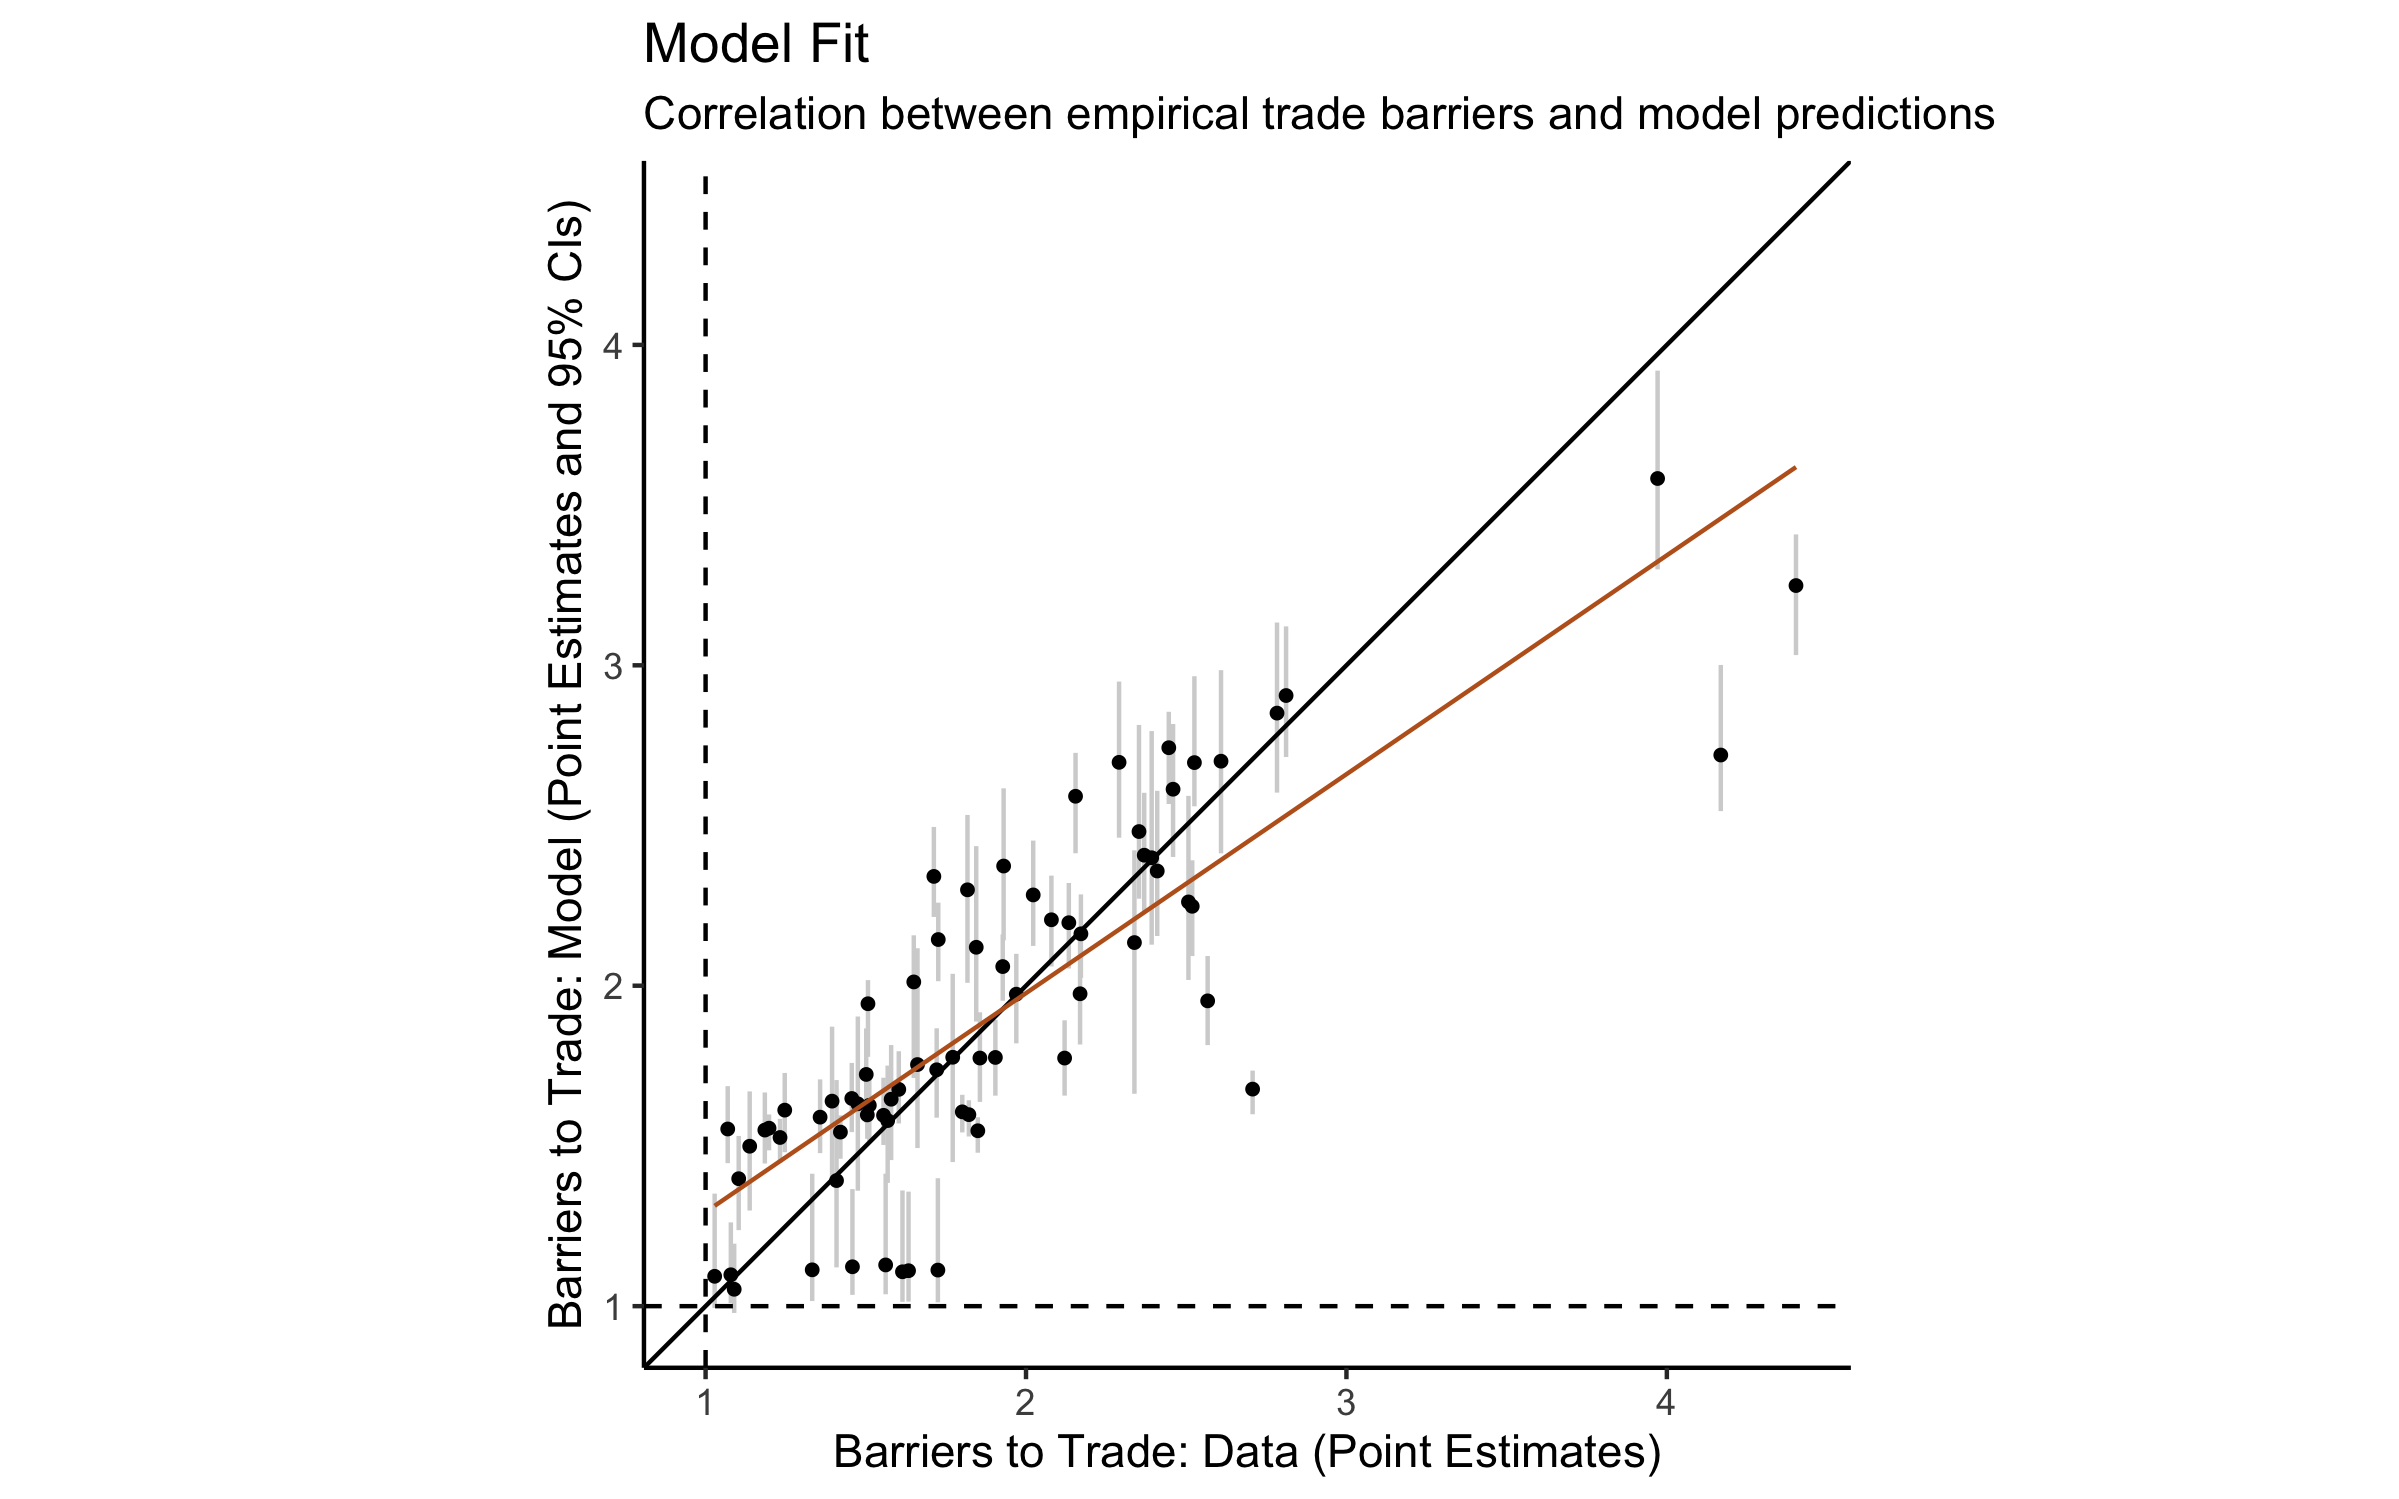 Model Fit
Correlation between empirical trade barriers and model predictions
Barriers to Trade: Model (Point Estimates and 95% CIs)
4
3
2
1
1 2 3 4
Barriers to Trade: Data (Point Estimates)